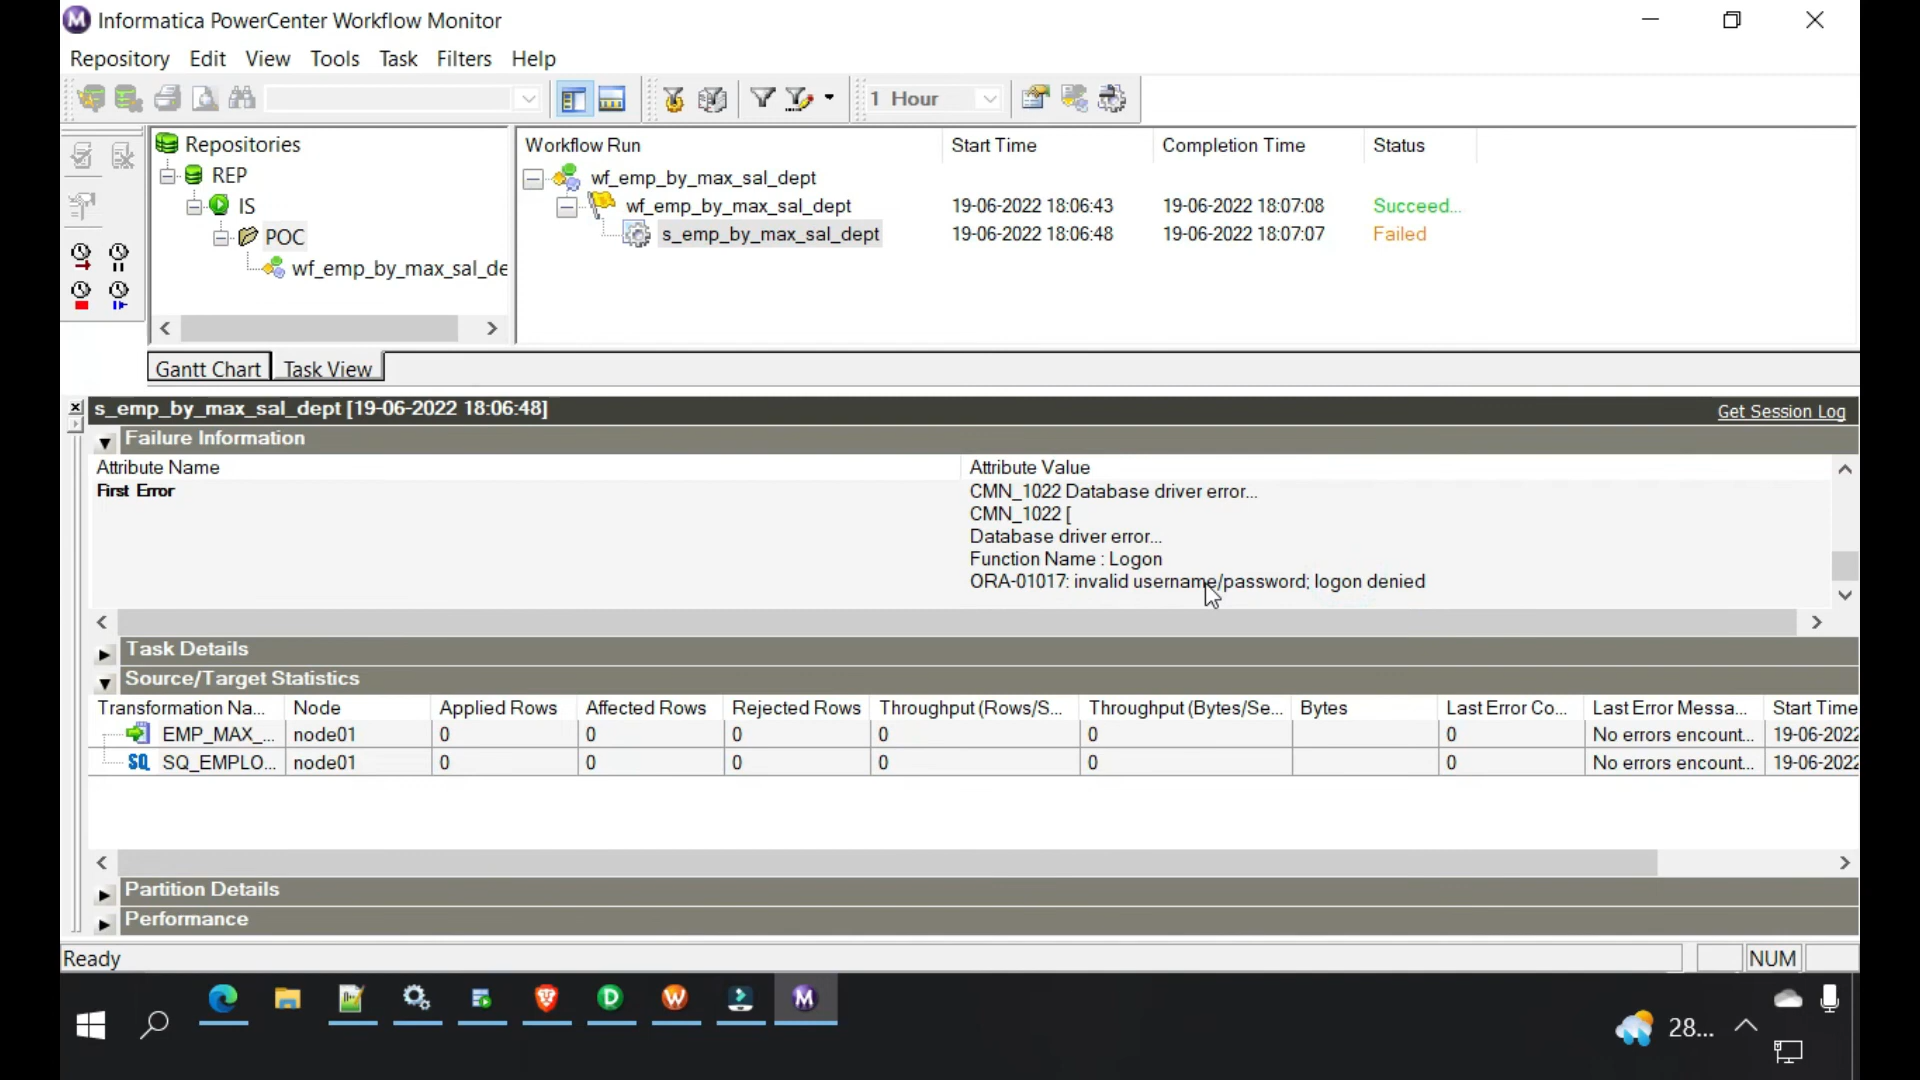 Informatica PowerCenter Workflow Monitor
Repository Edit View Tools Task Filters Help
1 Hour
Repositories
REP
IS
POC
wf_emp_by_max_sal_de
Workflow Run Start Time Completion Time Status
wf_emp_by_max_sal_dept
wf_emp_by_max_sal_dept 19-06-2022 18:06:43 19-06-2022 18:07:08 Succeed...
s_emp_by_max_sal_dept 19-06-2022 18:06:48 19-06-2022 18:07:07 Failed
Gantt Chart Task View
s_emp_by_max_sal_dept [19-06-2022 18:06:48] Get Session Log
Failure Information
Attribute Name Attribute Value
First Error CMN_1022 Database driver error...
CMN_1022 [
Database driver error...
Function Name : Logon
ORA-01017: invalid username/password; logon denied
Task Details
Source/Target Statistics
Transformation Na... Node Applied Rows Affected Rows Rejected Rows Throughput (Rows/S... Throughput (Bytes/Se... Bytes Last Error Co... Last Error Messa... Start Time
EMP_MAX_... node01 0 0 0 0 0 0 No errors encount... 19-06-2022
SQ SQ_EMPLO... node01 0 0 0 0 0 0 No errors encount... 19-06-2022
Partition Details
Performance
Ready NUM
28...